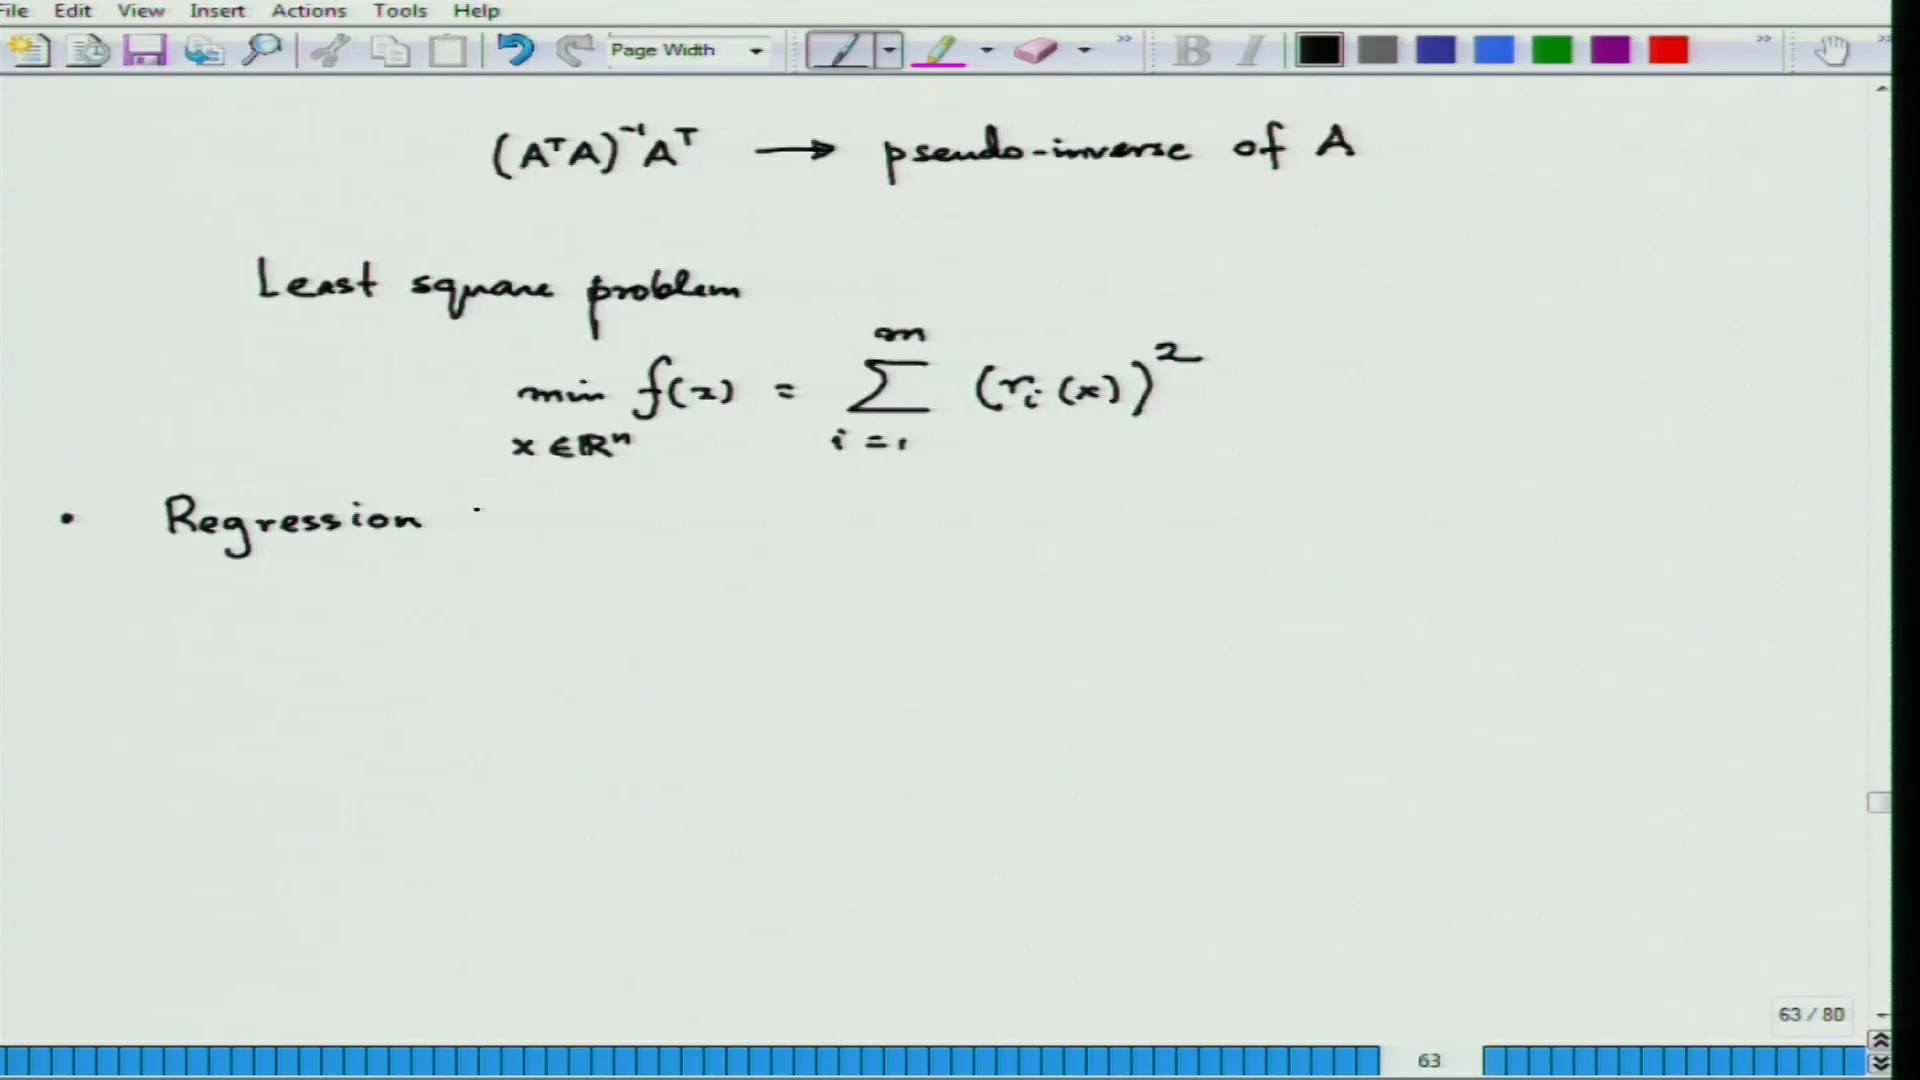 File Edit View Insert Actions Tools Help
Page Width
B I
(AᵀA)⁻¹Aᵀ → pseudo-inverse of A
Least square problem
min f(x) = Σ (rᵢ(x))²
m
x ∈ ℝⁿ i = 1
• Regression
63 / 80
63